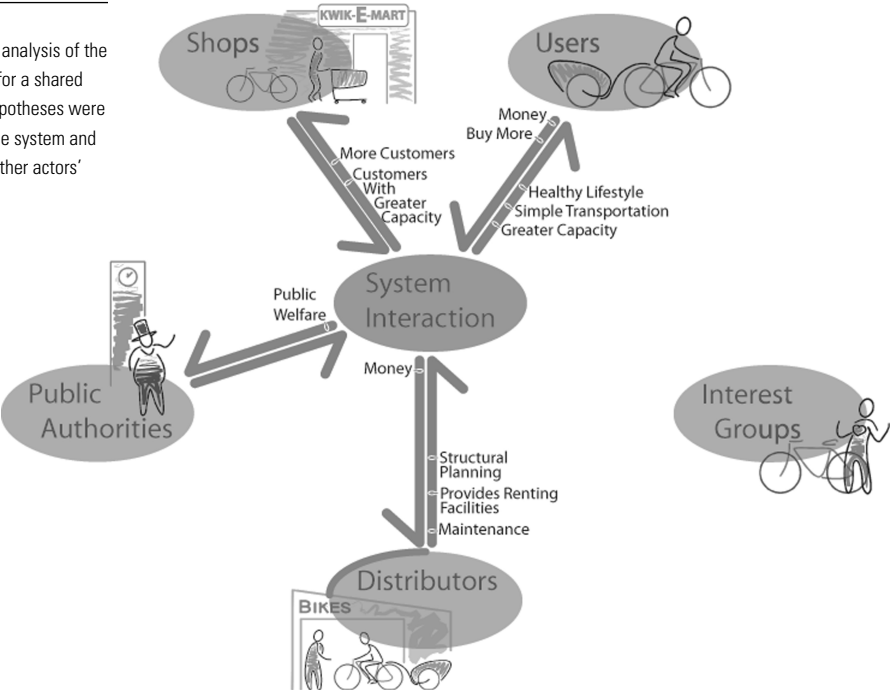 analysis of the
for a shared
potheses were
e system and
ther actors'
KWIK-E-MART
Shops
Users
Money
Buy More
More Customers
Customers
With
Greater
Capacity
Healthy Lifestyle
Simple Transportation
Greater Capacity
System
Interaction
Public
Welfare
Public
Authorities
Money
Interest
Groups
Structural
Planning
Provides Renting
Facilities
Maintenance
Distributors
BIKES